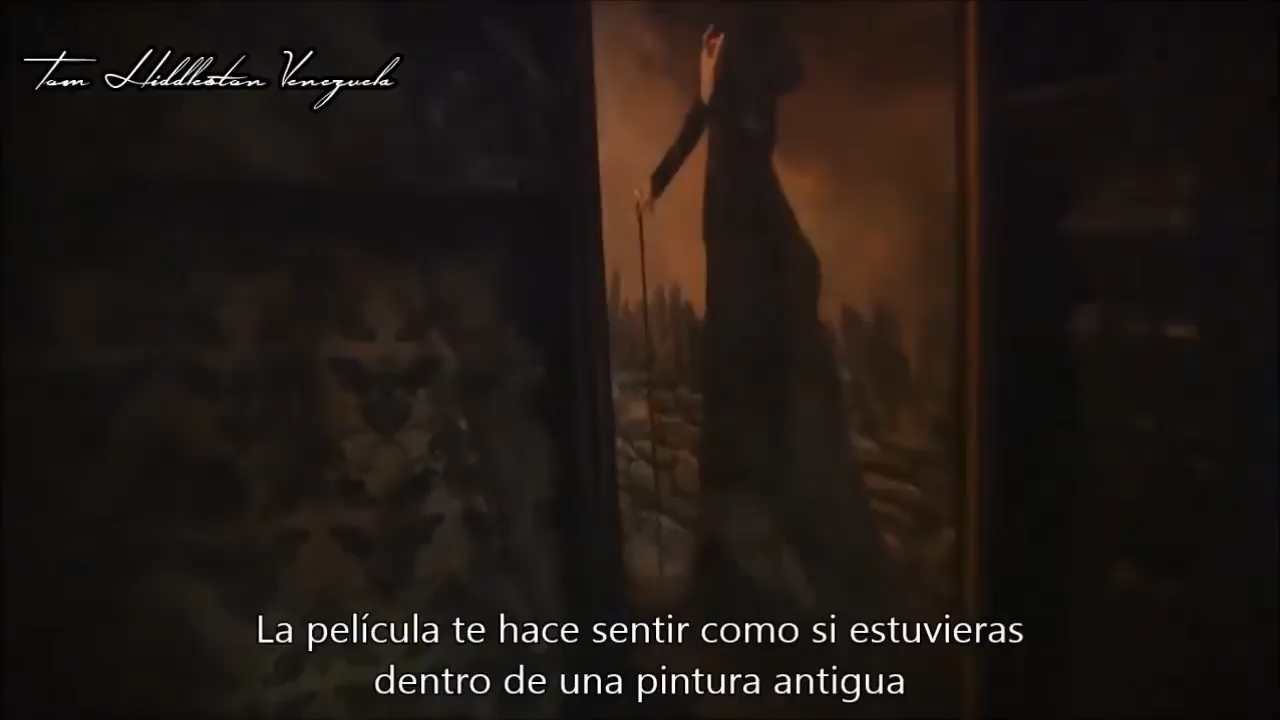 Tom Hiddleston Venezuela
La película te hace sentir como si estuvieras
dentro de una pintura antigua